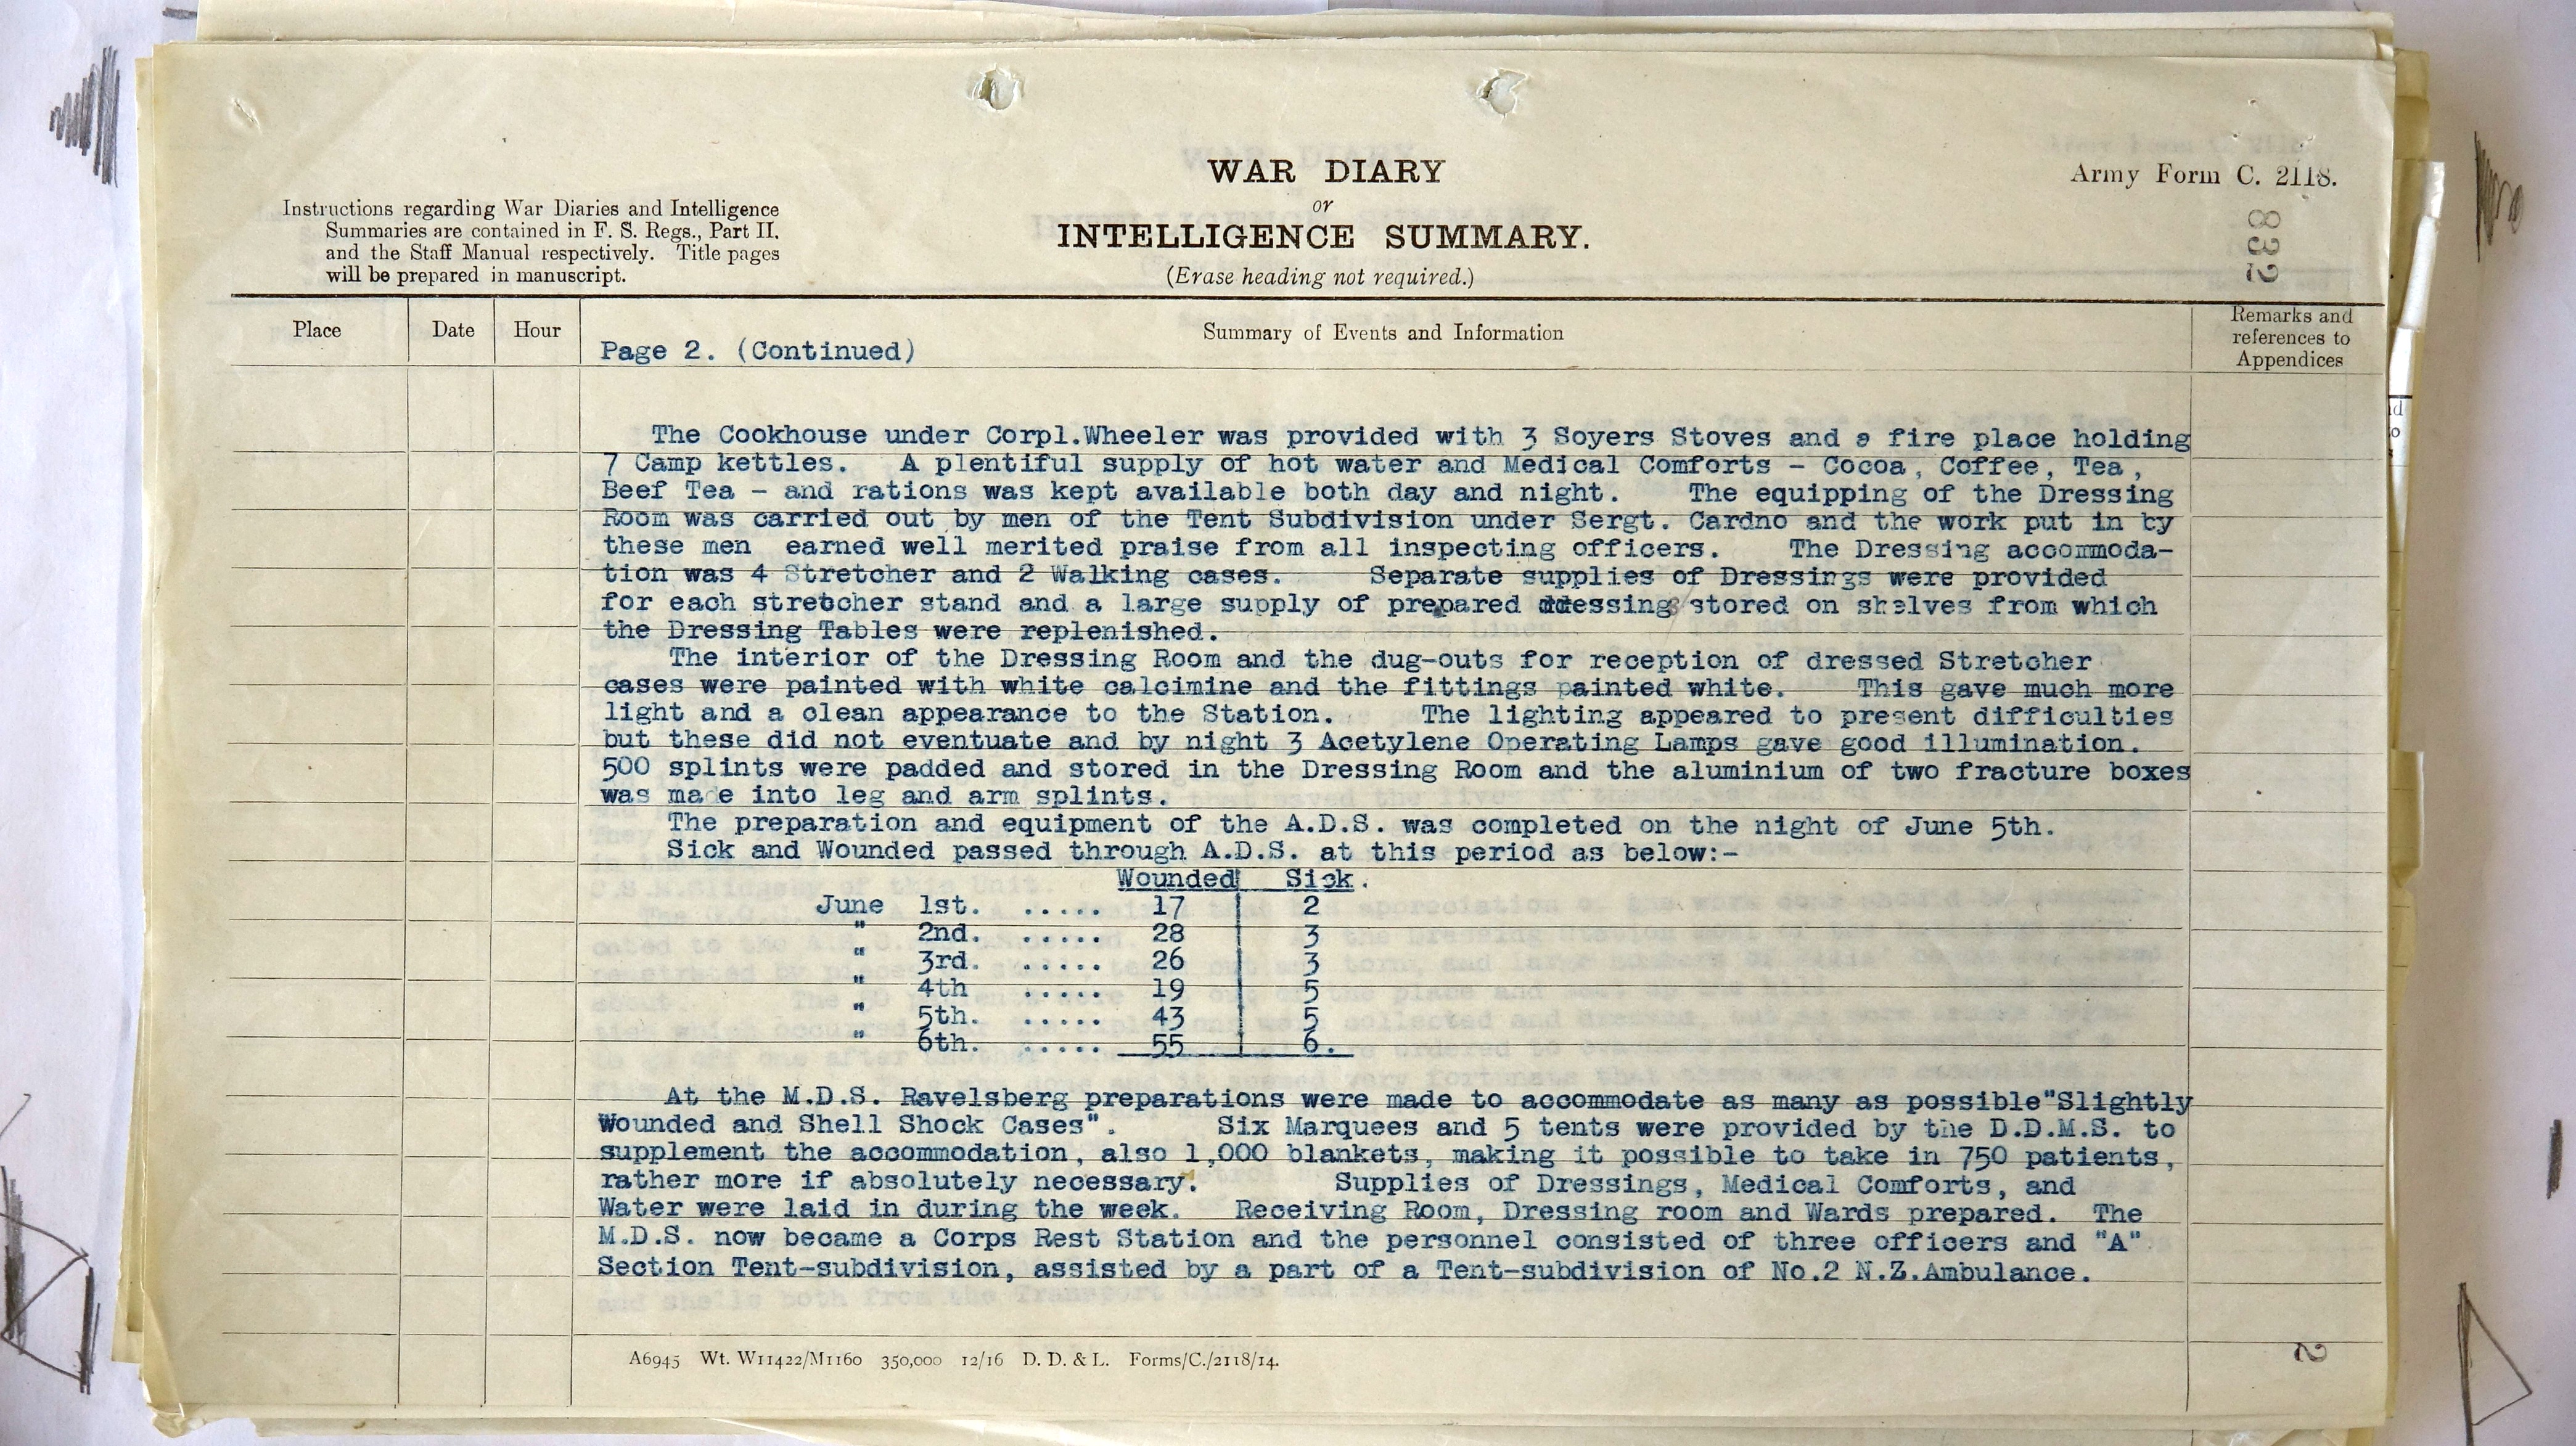 WAR DIARY
or
INTELLIGENCE SUMMARY.
(Erase heading not required.)
Army Form C. 2118.
832
Instructions regarding War Diaries and Intelligence
Summaries are contained in F. S. Regs., Part II.
and the Staff Manual respectively. Title pages
will be prepared in manuscript.
Place Date Hour Summary of Events and Information Remarks and references to Appendices
Page 2. (Continued)
The Cookhouse under Corpl.Wheeler was provided with 3 Soyers Stoves and a fire place holding
7 Camp kettles. A plentiful supply of hot water and Medical Comforts - Cocoa, Coffee, Tea,
Beef Tea - and rations was kept available both day and night. The equipping of the Dressing
Room was carried out by men of the Tent Subdivision under Sergt. Cardno and the work put in by
these men earned well merited praise from all inspecting officers. The Dressing accommoda-
tion was 4 Stretcher and 2 Walking cases. Separate supplies of Dressings were provided
for each stretcher stand and a large supply of prepared dressings stored on shelves from which
the Dressing Tables were replenished.
The interior of the Dressing Room and the dug-outs for reception of dressed Stretcher
cases were painted with white calcimine and the fittings painted white. This gave much more
light and a clean appearance to the Station. The lighting appeared to present difficulties
but these did not eventuate and by night 3 Acetylene Operating Lamps gave good illumination.
500 splints were padded and stored in the Dressing Room and the aluminium of two fracture boxes
was made into leg and arm splints.
The preparation and equipment of the A.D.S. was completed on the night of June 5th.
Sick and Wounded passed through A.D.S. at this period as below:-
Wounded Sick.
June 1st. ..... 17 2
" 2nd. ..... 28 3
" 3rd. ..... 26 3
" 4th ..... 19 5
" 5th. ..... 43 5
" 6th. ..... 55 6.
At the M.D.S. Ravelsberg preparations were made to accommodate as many as possible"Slightly
Wounded and Shell Shock Cases". Six Marquees and 5 tents were provided by the D.D.M.S. to
supplement the accommodation, also 1,000 blankets, making it possible to take in 750 patients,
rather more if absolutely necessary. Supplies of Dressings, Medical Comforts, and
Water were laid in during the week. Receiving Room, Dressing room and Wards prepared. The
M.D.S. now became a Corps Rest Station and the personnel consisted of three officers and "A"
Section Tent-subdivision, assisted by a part of a Tent-subdivision of No.2 N.Z.Ambulance.
A6945 Wt. W11422/M1160 350,000 12/16 D. D. & L. Forms/C./2118/14.
2